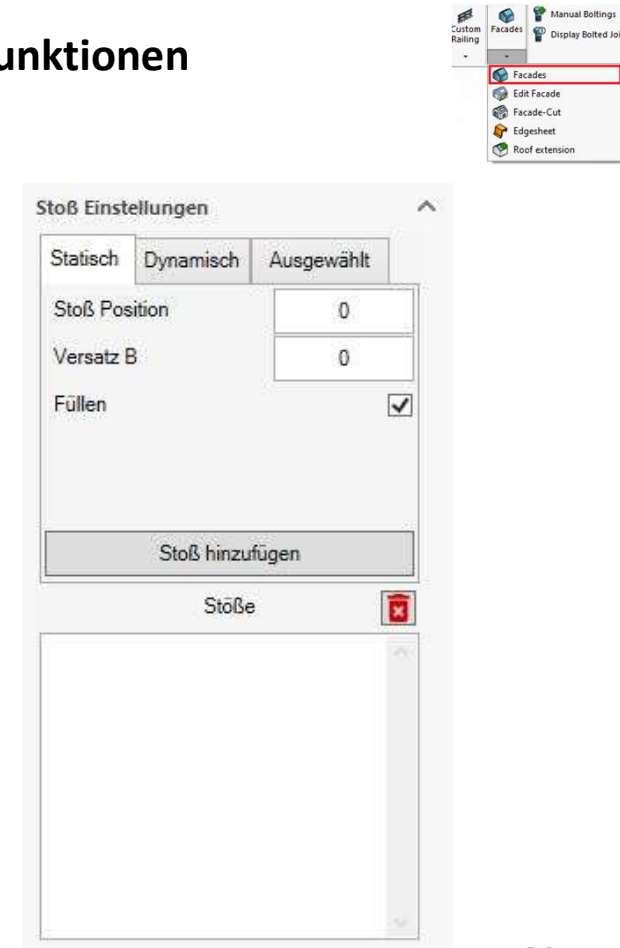 unktionen
Custom
Railing
Facades
Manual Boltings
Display Bolted Joi
Facades
Edit Facade
Facade-Cut
Edgesheet
Roof extension
Stoß Einstellungen
Statisch Dynamisch Ausgewählt
Stoß Position 0
Versatz B 0
Füllen
Stoß hinzufügen
Stöße